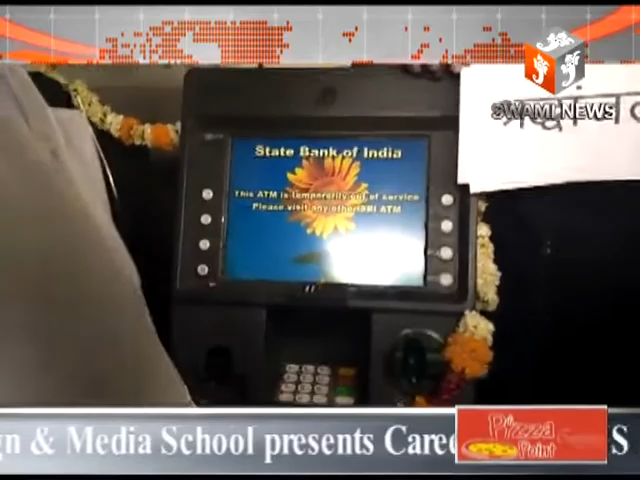 SWAMI NEWS
State Bank of India
This ATM is temporarily out of service
Please visit any other SBI ATM
gn & Media School presents Caree
Pizza
Point
S